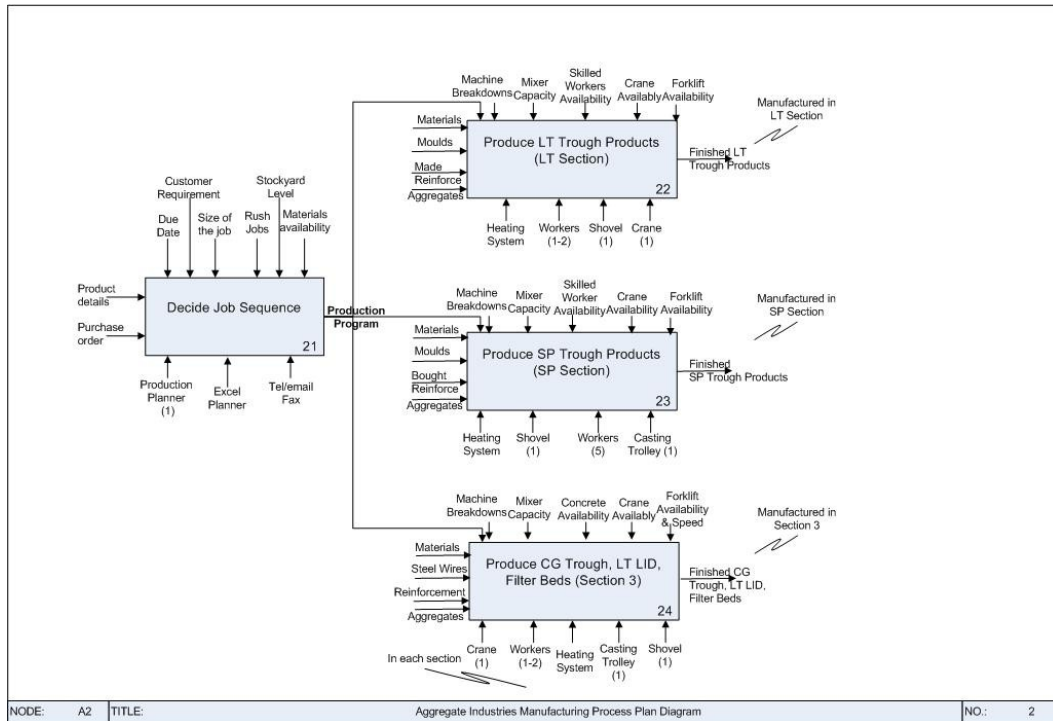 Machine
Breakdowns
Mixer
Capacity
Skilled
Workers
Availability
Crane
Availably
Forklift
Availability
Manufactured in
LT Section
Materials
Moulds
Made
Reinforce
Aggregates
Produce LT Trough Products
(LT Section)
22
Finished LT
Trough Products
Heating
System
Workers
(1-2)
Shovel
(1)
Crane
(1)
Customer
Requirement
Stockyard
Level
Due
Date
Size of
the job
Rush
Jobs
Materials
availability
Product
details
Purchase
order
Decide Job Sequence
21
Production
Program
Production
Planner
(1)
Excel
Planner
Tel/email
Fax
Machine
Breakdowns
Mixer
Capacity
Skilled
Worker
Availability
Crane
Availability
Forklift
Availability
Manufactured in
SP Section
Materials
Moulds
Bought
Reinforce
Aggregates
Produce SP Trough Products
(SP Section)
23
Finished
SP Trough Products
Heating
System
Shovel
(1)
Workers
(5)
Casting
Trolley (1)
Machine
Breakdowns
Mixer
Capacity
Concrete
Availability
Crane
Availably
Forklift
Availability
& Speed
Manufactured in
Section 3
Materials
Steel Wires
Reinforcement
Aggregates
Produce CG Trough, LT LID,
Filter Beds (Section 3)
24
Finished CG
Trough, LT LID,
Filter Beds
Crane
(1)
Workers
(1-2)
Heating
System
Casting
Trolley
(1)
Shovel
(1)
In each section
NODE: A2 TITLE: Aggregate Industries Manufacturing Process Plan Diagram NO.: 2